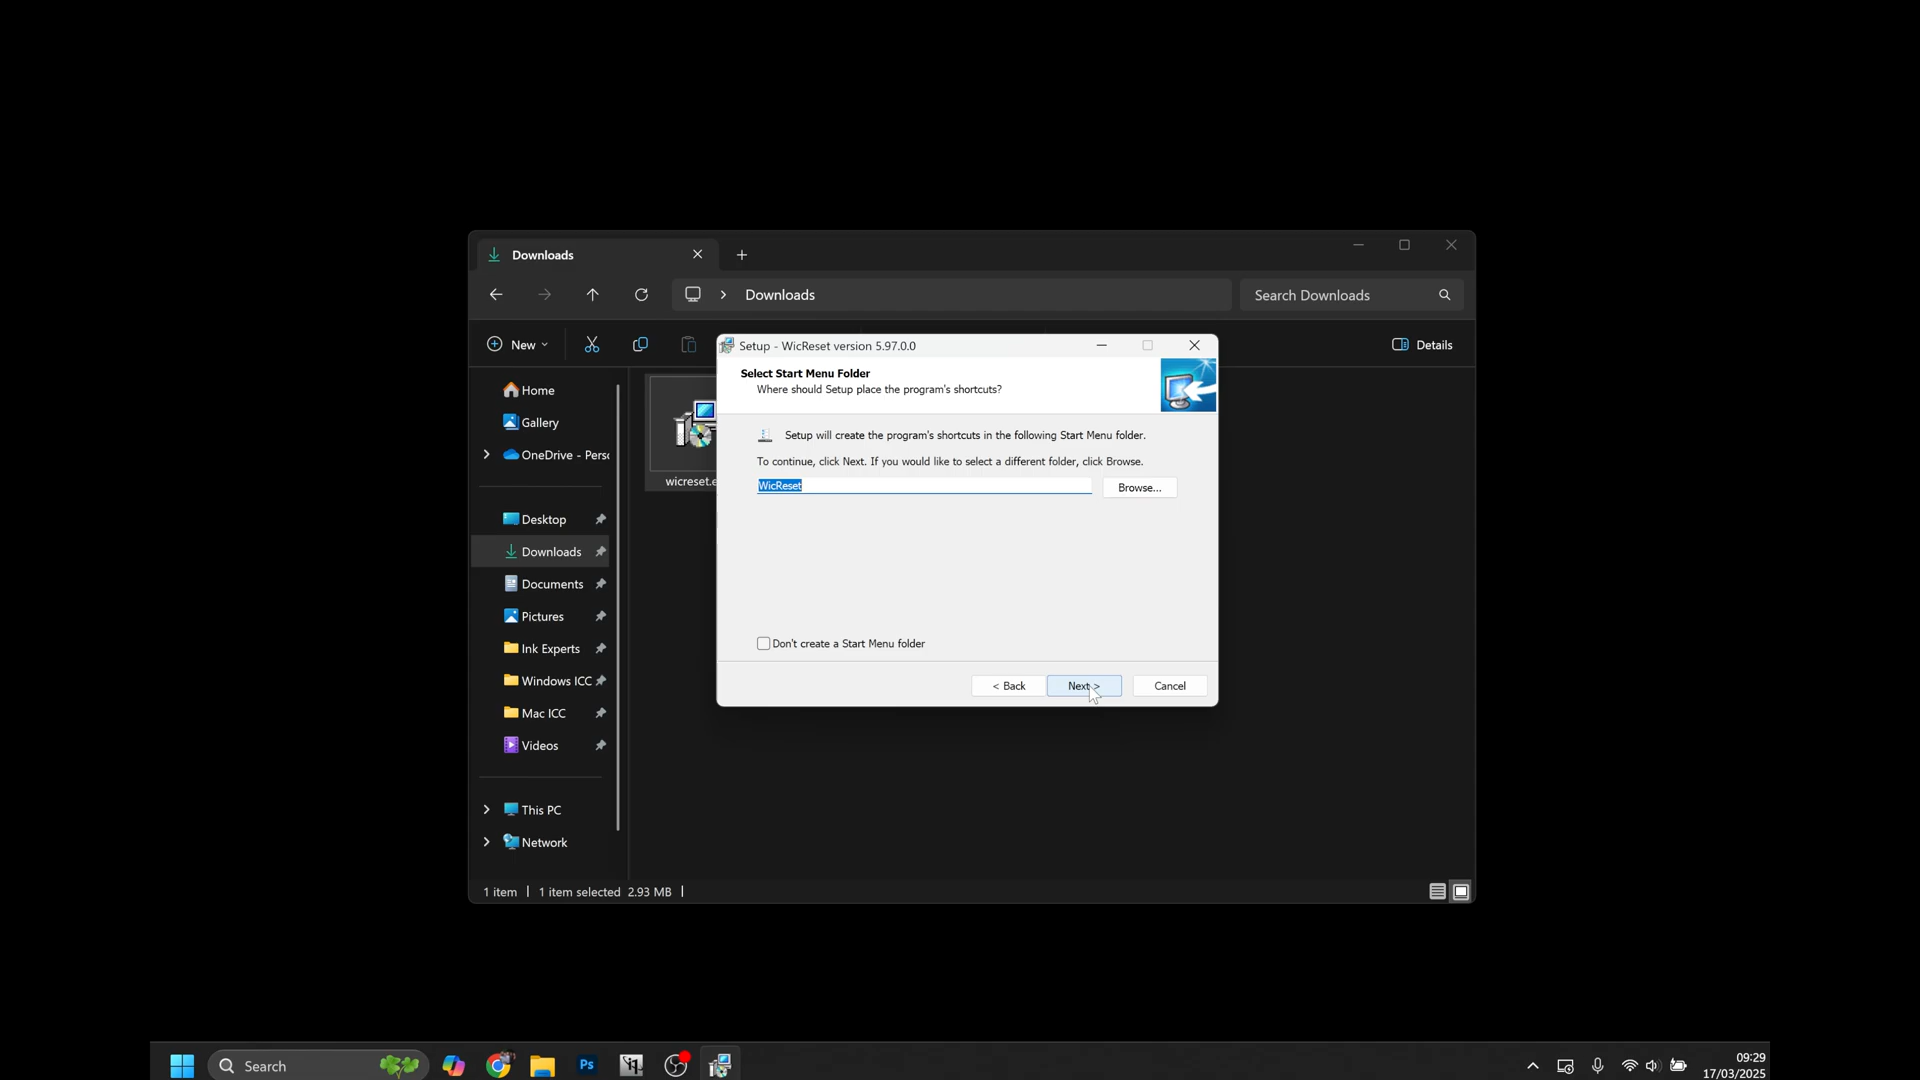 Downloads
Downloads
Search Downloads
New
Details
Home
Gallery
OneDrive - Perso
Desktop
Downloads
Documents
Pictures
Ink Experts
Windows ICC
Mac ICC
Videos
This PC
Network
wicreset.e
Setup - WicReset version 5.97.0.0
Select Start Menu Folder
Where should Setup place the program's shortcuts?
Setup will create the program's shortcuts in the following Start Menu folder.
To continue, click Next. If you would like to select a different folder, click Browse.
WicReset
Browse...
Don't create a Start Menu folder
< Back
Next >
Cancel
1 item
1 item selected 2.93 MB
Search
Ps
09:29
17/03/2025